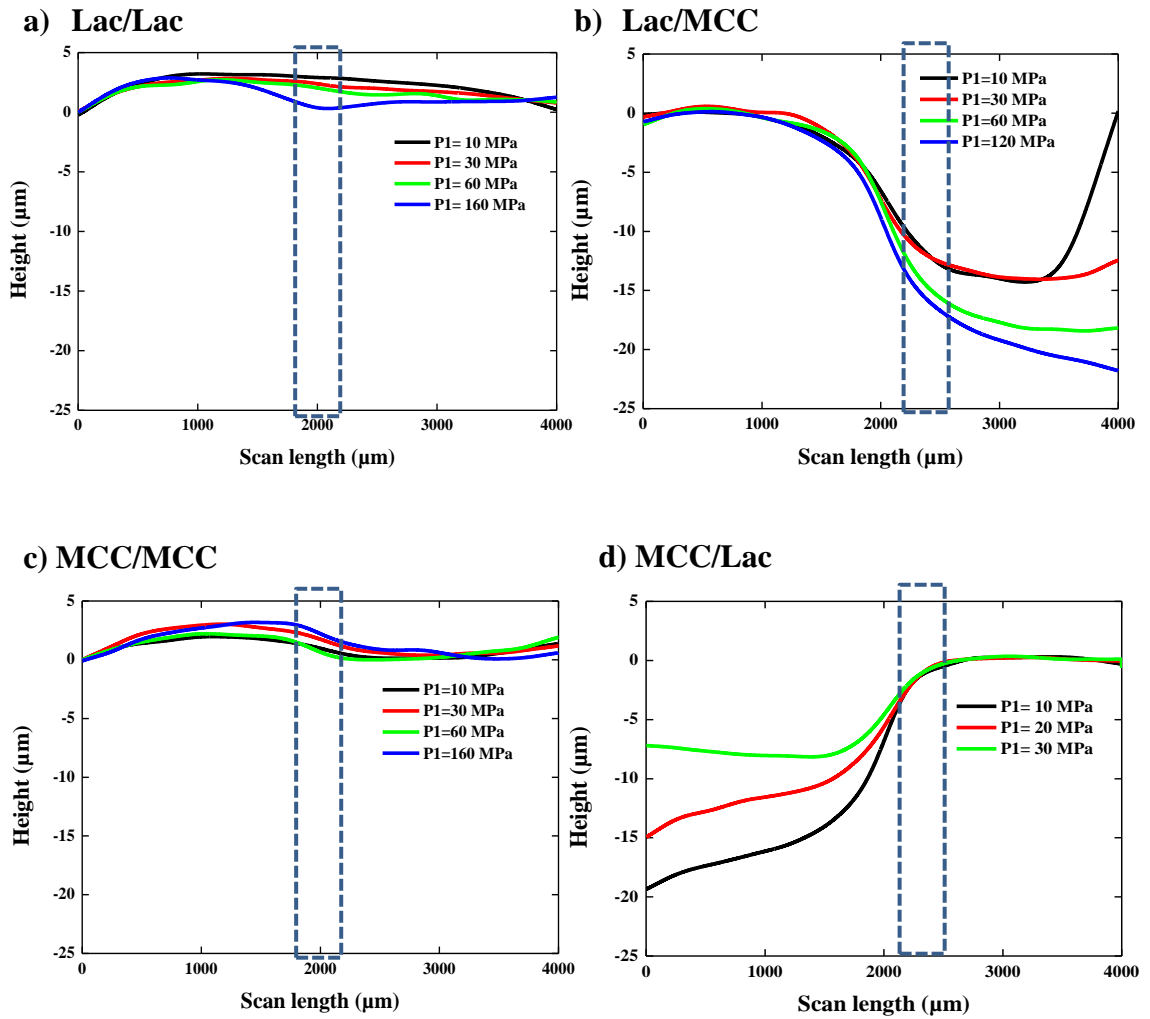 a) Lac/Lac
5
0
-5
-10
-15
-20
-25
Height (µm)
P1= 10 MPa
P1= 30 MPa
P1= 60 MPa
P1= 160 MPa
0 1000 2000 3000 4000
Scan length (µm)
b) Lac/MCC
5
0
-5
-10
-15
-20
-25
Height (µm)
P1=10 MPa
P1=30 MPa
P1=60 MPa
P1=120 MPa
0 1000 2000 3000 4000
Scan length (µm)
c) MCC/MCC
5
0
-5
-10
-15
-20
-25
Height (µm)
P1=10 MPa
P1=30 MPa
P1=60 MPa
P1=160 MPa
0 1000 2000 3000 4000
Scan length (µm)
d) MCC/Lac
5
0
-5
-10
-15
-20
-25
Height (µm)
P1= 10 MPa
P1= 20 MPa
P1= 30 MPa
0 1000 2000 3000 4000
Scan length (µm)